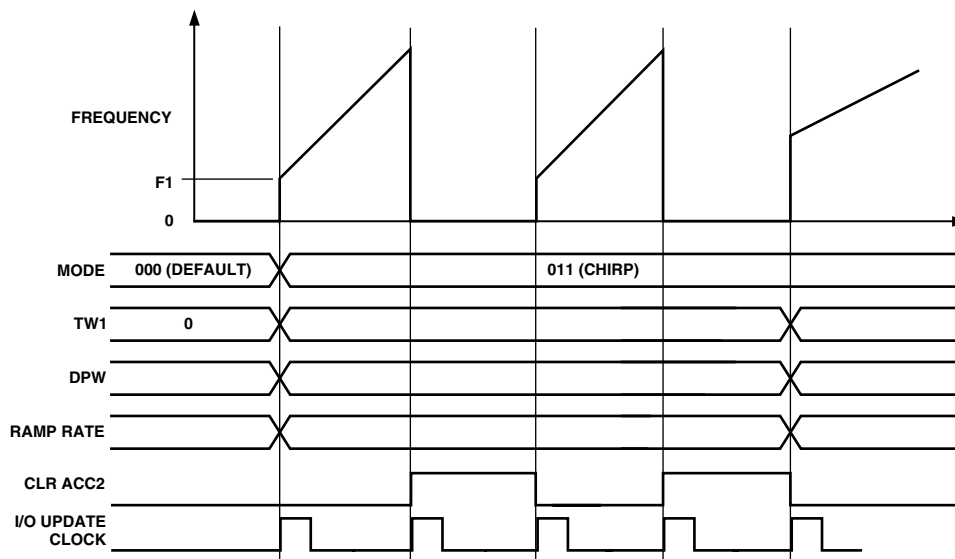 FREQUENCY
F1
0
MODE 000 (DEFAULT) 011 (CHIRP)
TW1 0
DPW
RAMP RATE
CLR ACC2
I/O UPDATE
CLOCK